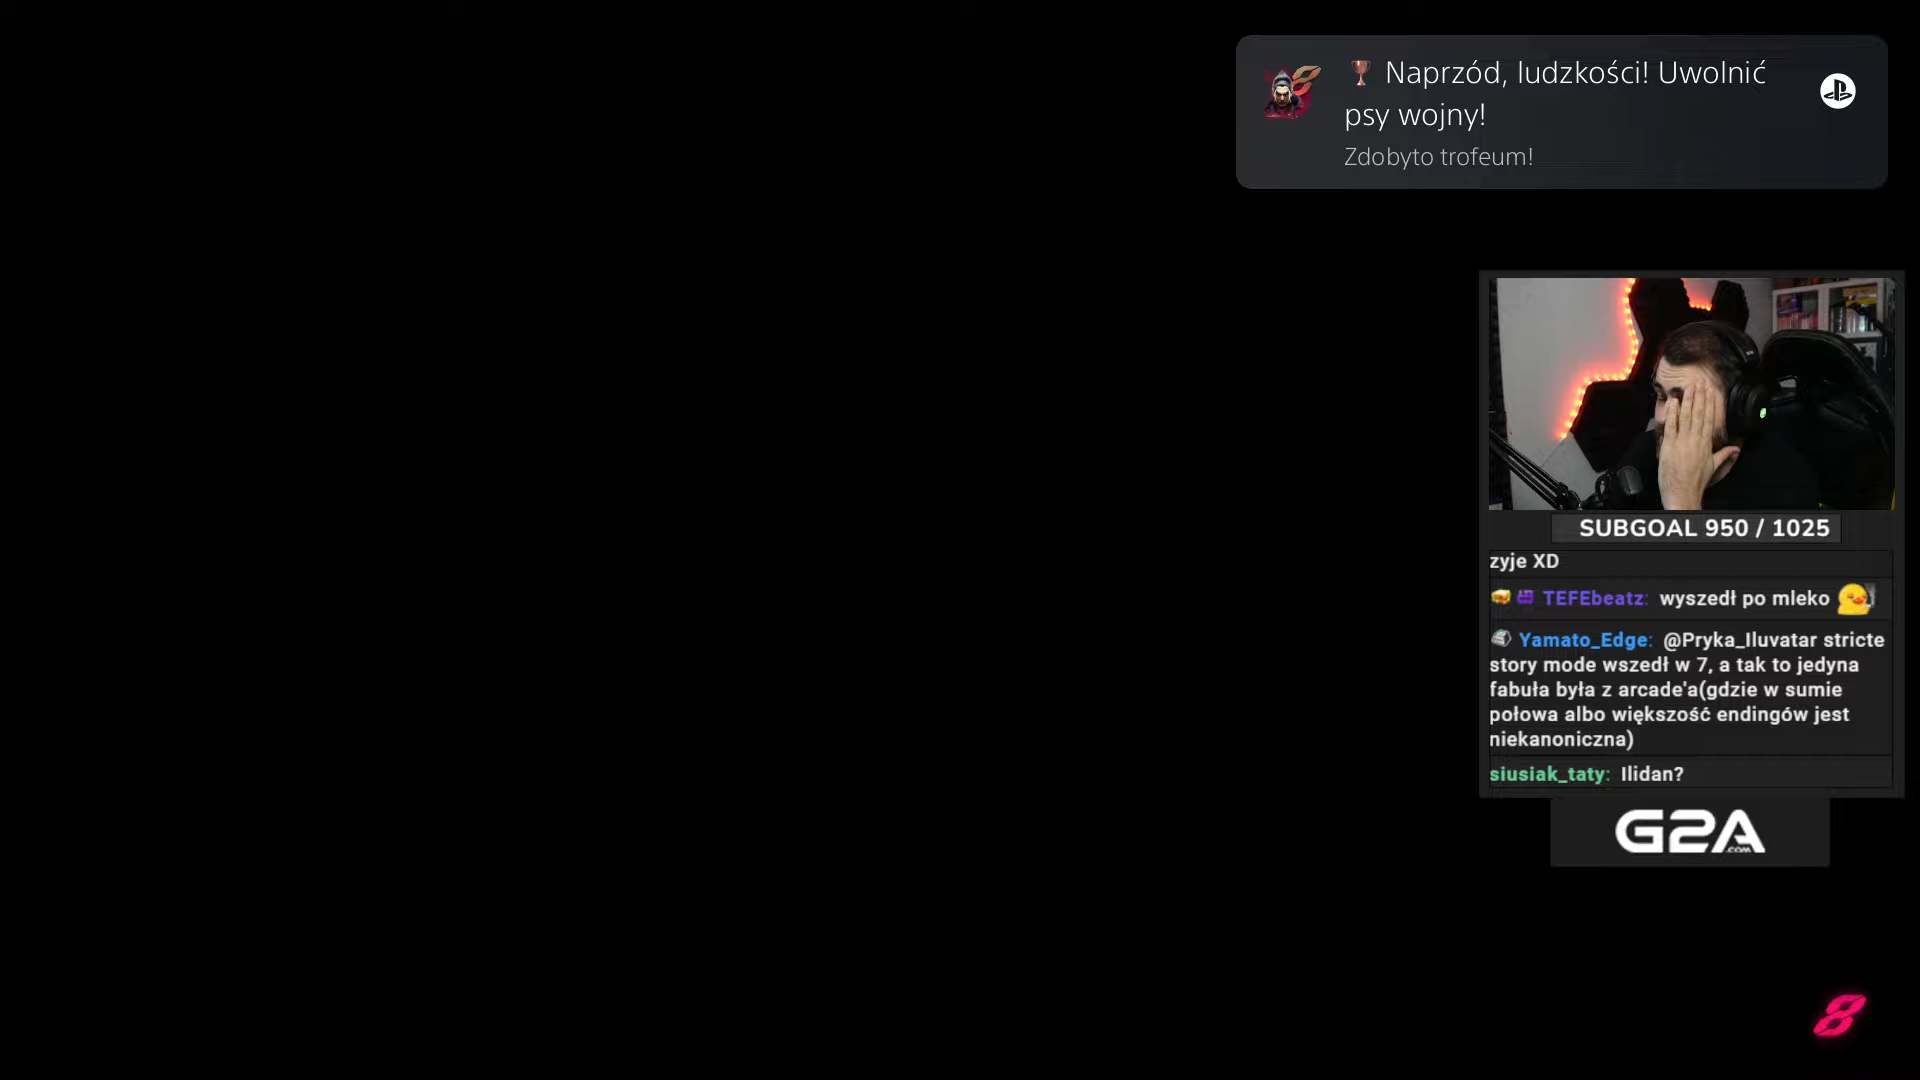 Naprzód, ludzkości! Uwolnić
psy wojny!
Zdobyto trofeum!
SUBGOAL 950 / 1025
zyje XD
TEFEbeatz: wyszedł po mleko
Yamato_Edge: @Pryka_Iluvatar stricte
story mode wszedł w 7, a tak to jedyna
fabuła była z arcade'a(gdzie w sumie
połowa albo większość endingów jest
niekanoniczna)
siusiak_taty: Ilidan?
G2A
.COM
8